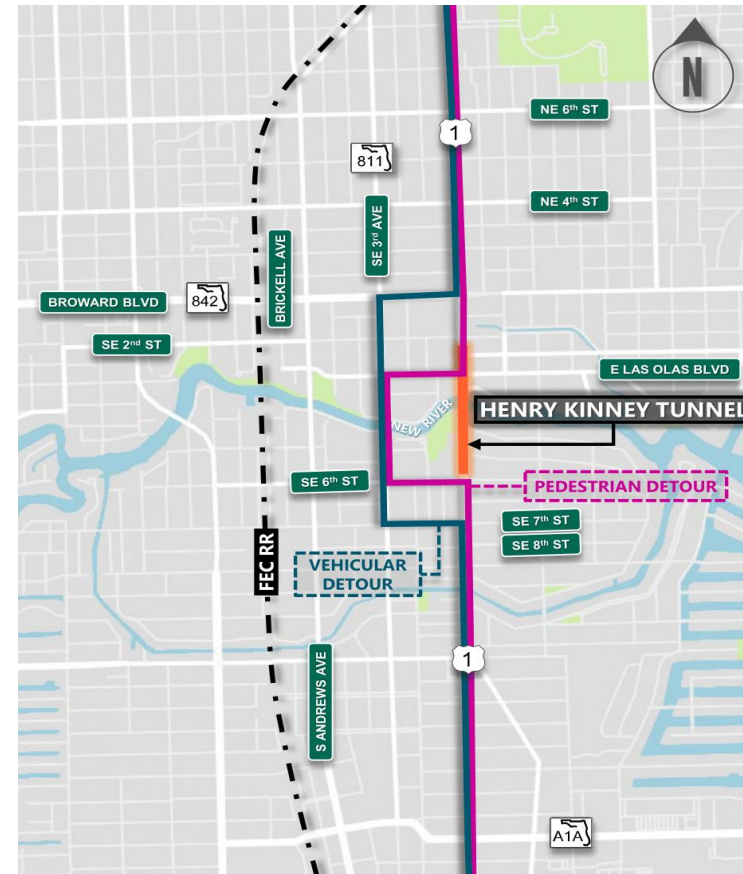 N
NE 6th ST
1
811
NE 4th ST
SE 3rd AVE
BRICKELL AVE
BROWARD BLVD
842
SE 2nd ST
E LAS OLAS BLVD
HENRY KINNEY TUNNEL
NEW RIVER
SE 6th ST
PEDESTRIAN DETOUR
SE 7th ST
SE 8th ST
VEHICULAR
DETOUR
FEC RR
1
S ANDREWS AVE
A1A